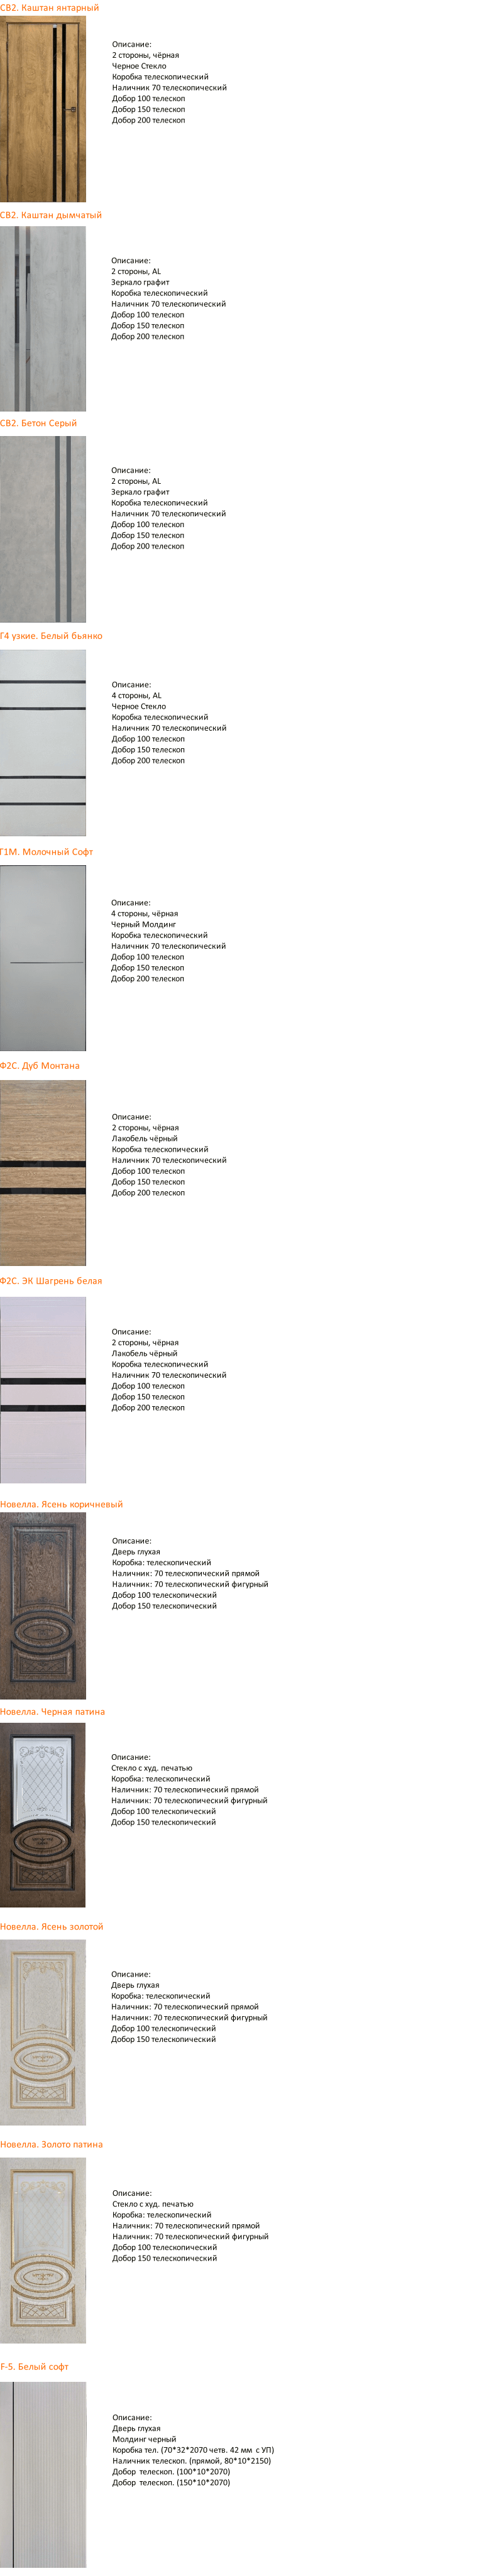 СВ2. Каштан янтарный
Описание:
2 стороны, чёрная
Черное Стекло
Коробка телескопический
Наличник 70 телескопический
Добор 100 телескоп
Добор 150 телескоп
Добор 200 телескоп
СВ2. Каштан дымчатый
Описание:
2 стороны, AL
Зеркало графит
Коробка телескопический
Наличник 70 телескопический
Добор 100 телескоп
Добор 150 телескоп
Добор 200 телескоп
СВ2. Бетон Серый
Описание:
2 стороны, AL
Зеркало графит
Коробка телескопический
Наличник 70 телескопический
Добор 100 телескоп
Добор 150 телескоп
Добор 200 телескоп
Г4 узкие. Белый бьянко
Описание:
4 стороны, AL
Черное Стекло
Коробка телескопический
Наличник 70 телескопический
Добор 100 телескоп
Добор 150 телескоп
Добор 200 телескоп
Г1М. Молочный Софт
Описание:
4 стороны, чёрная
Черный Молдинг
Коробка телескопический
Наличник 70 телескопический
Добор 100 телескоп
Добор 150 телескоп
Добор 200 телескоп
Ф2С. Дуб Монтана
Описание:
2 стороны, чёрная
Лакобель чёрный
Коробка телескопический
Наличник 70 телескопический
Добор 100 телескоп
Добор 150 телескоп
Добор 200 телескоп
Ф2С. ЭК Шагрень белая
Описание:
2 стороны, чёрная
Лакобель чёрный
Коробка телескопический
Наличник 70 телескопический
Добор 100 телескоп
Добор 150 телескоп
Добор 200 телескоп
Новелла. Ясень коричневый
Описание:
Дверь глухая
Коробка: телескопический
Наличник: 70 телескопический прямой
Наличник: 70 телескопический фигурный
Добор 100 телескопический
Добор 150 телескопический
Новелла. Черная патина
Описание:
Стекло с худ. печатью
Коробка: телескопический
Наличник: 70 телескопический прямой
Наличник: 70 телескопический фигурный
Добор 100 телескопический
Добор 150 телескопический
Новелла. Ясень золотой
Описание:
Дверь глухая
Коробка: телескопический
Наличник: 70 телескопический прямой
Наличник: 70 телескопический фигурный
Добор 100 телескопический
Добор 150 телескопический
Новелла. Золото патина
Описание:
Стекло с худ. печатью
Коробка: телескопический
Наличник: 70 телескопический прямой
Наличник: 70 телескопический фигурный
Добор 100 телескопический
Добор 150 телескопический
F-5. Белый софт
Описание:
Дверь глухая
Молдинг черный
Коробка тел. (70*32*2070 четв. 42 мм с УП)
Наличник телескоп. (прямой, 80*10*2150)
Добор телескоп. (100*10*2070)
Добор телескоп. (150*10*2070)